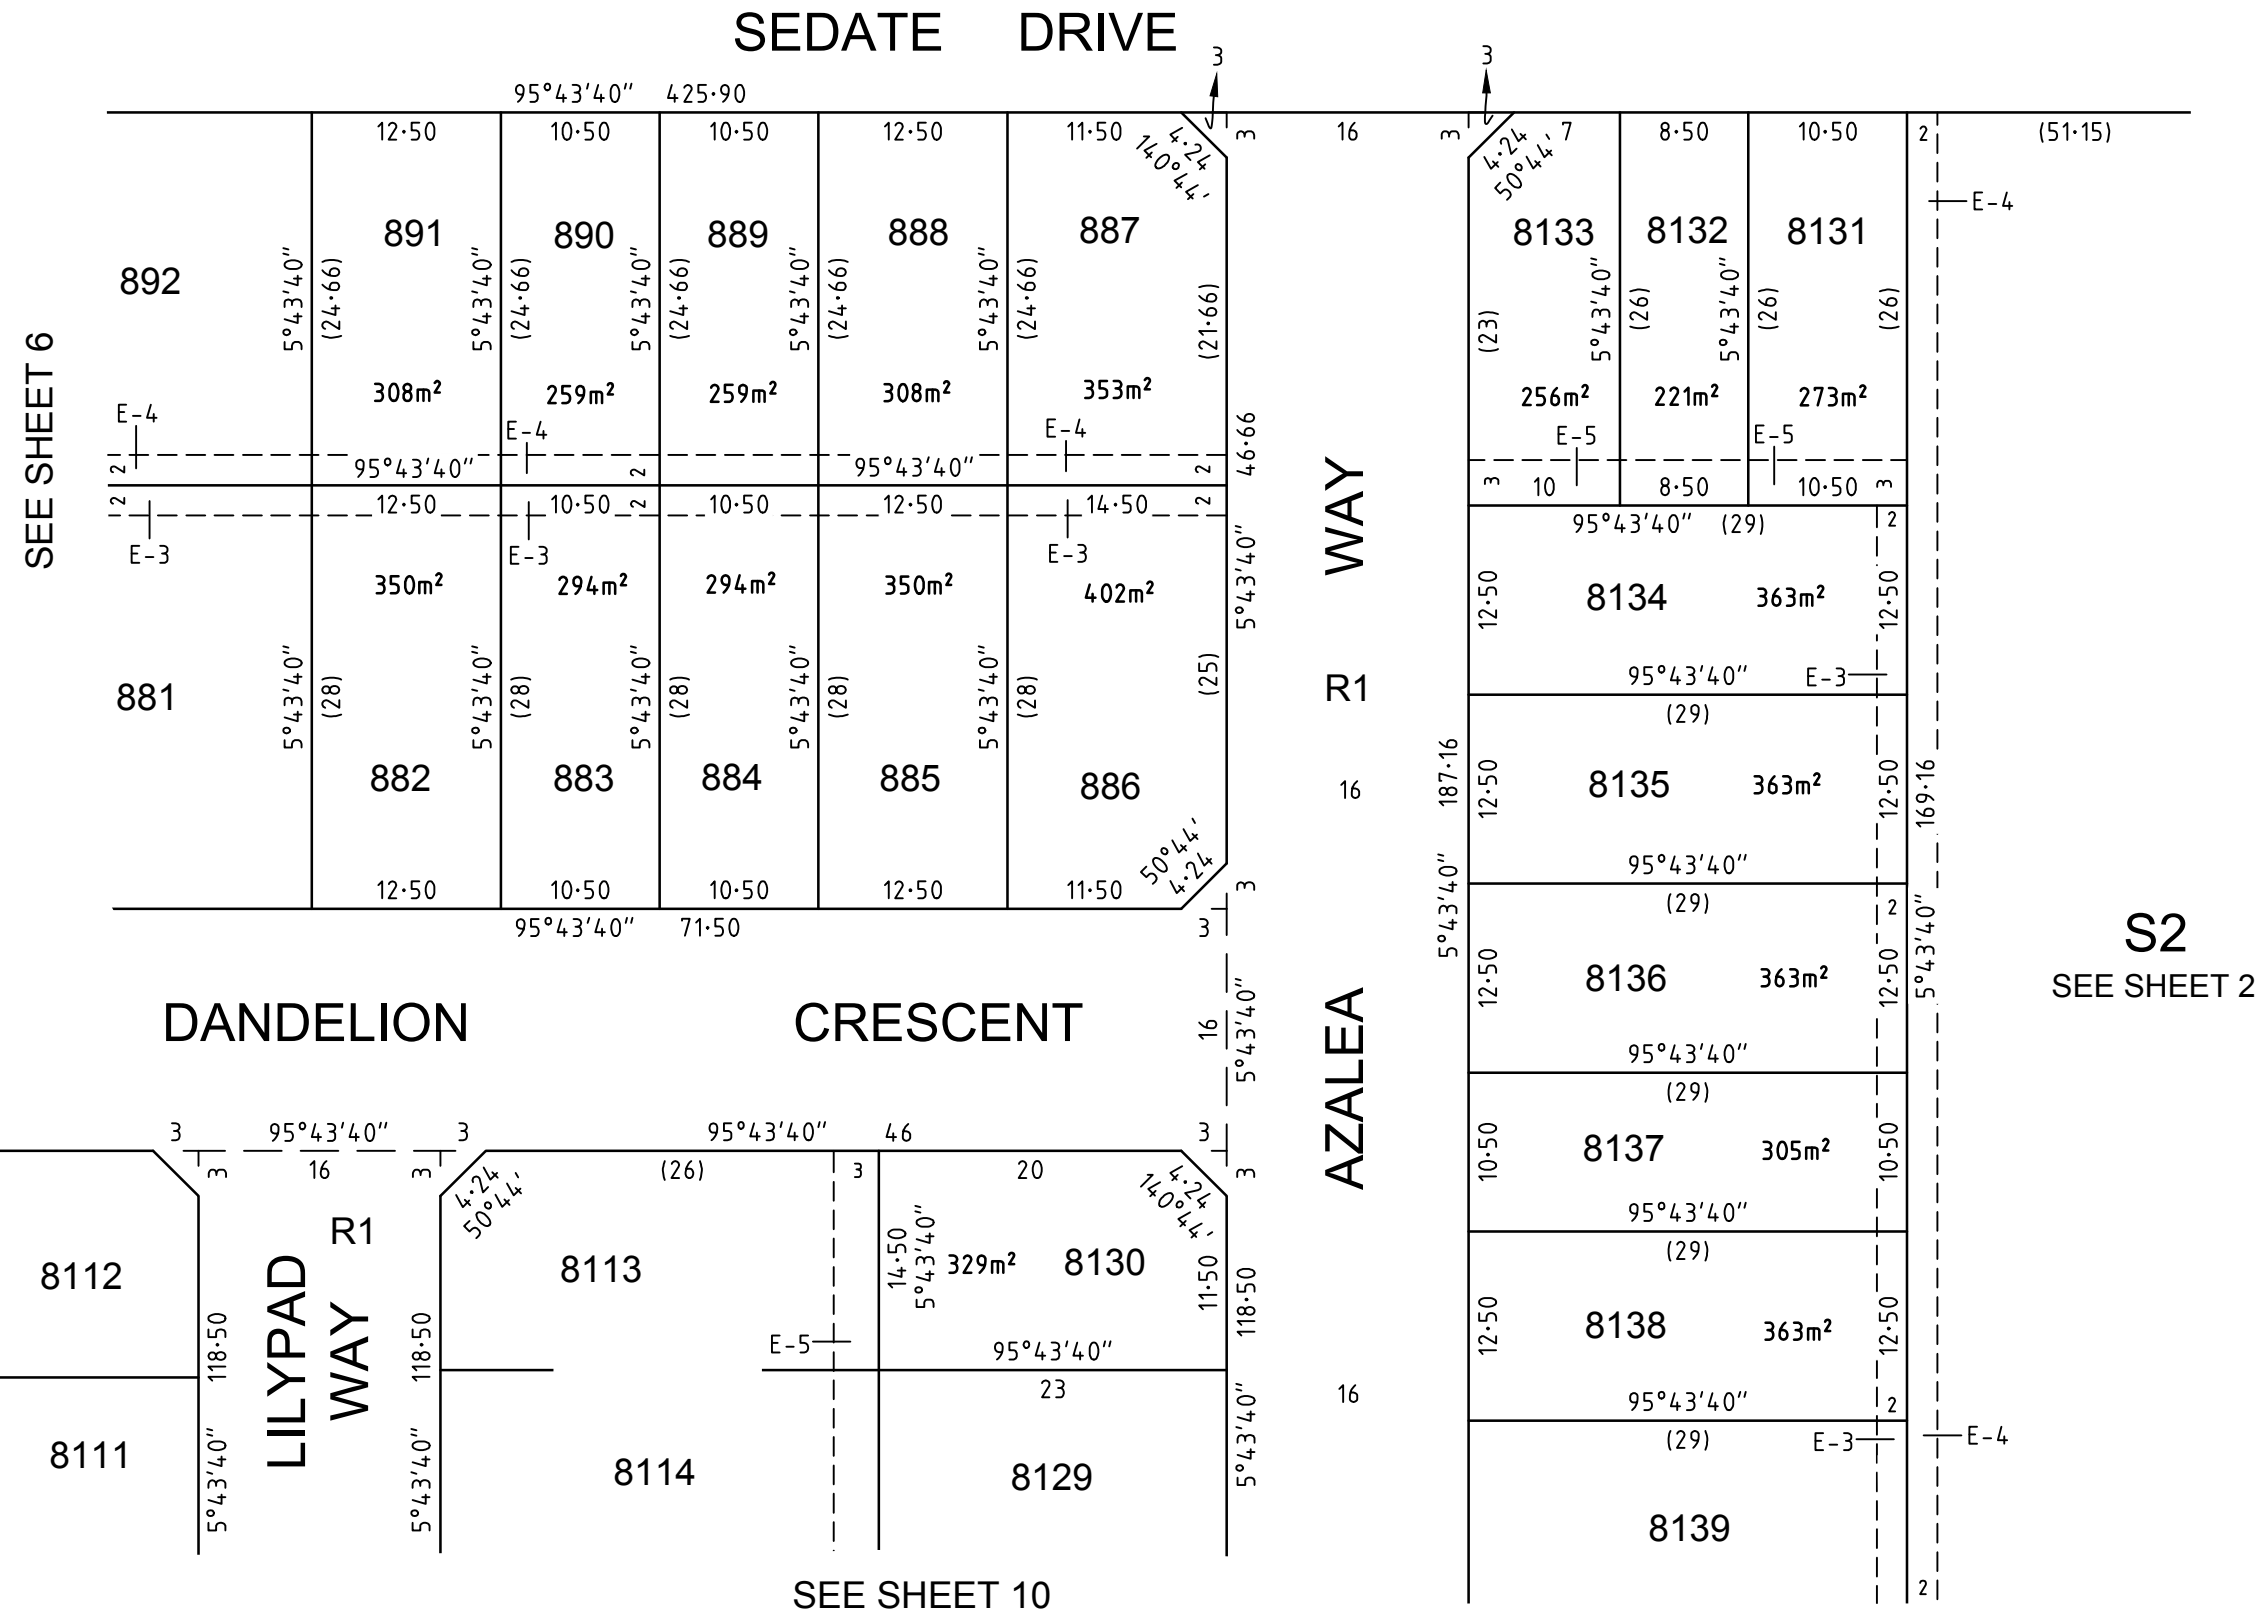 SEDATE DRIVE
3 3
95°43'40" 425·90
12·50 10·50 10·50 12·50 11·50 4·24 140°44' 3 16 3 4·24 50°44' 7 8·50 10·50 2 (51·15)
E-4
892 891 890 889 888 887 8133 8132 8131
5°43'40" (24·66) 5°43'40" (24·66) 5°43'40" (24·66) 5°43'40" (24·66) 5°43'40" (24·66) (21·66) (23) 5°43'40" (26) 5°43'40" (26) (26)
SEE SHEET 6
308m² 259m² 259m² 308m² 353m² 256m² 221m² 273m²
E-4 E-4 E-4 E-5 E-5
2 95°43'40" 2 95°43'40" 2 46·66
3 10 8·50 10·50 3
2 12·50 10·50 2 10·50 12·50 14·50 2
E-3 E-3 E-3
95°43'40" (29) 2
350m² 294m² 294m² 350m² 402m² 5°43'40"
WAY
12·50 8134 363m² 12·50
881 5°43'40" (28) 5°43'40" (28) 5°43'40" (28) 5°43'40" (28) 5°43'40" (28) (25)
R1
95°43'40" E-3
(29)
882 883 884 885 886
16
187·16 12·50 8135 363m² 12·50 169·16
50°44' 4·24
5°43'40"
95°43'40"
12·50 10·50 10·50 12·50 11·50 3
(29) 2
95°43'40" 71·50 3
5°43'40"
S2
SEE SHEET 2
12·50 8136 363m² 12·50
DANDELION CRESCENT
16 5°43'40"
AZALEA
95°43'40"
(29)
3 95°43'40" 3 95°43'40" 46 3
3 16 3 4·24 50°44' (26) 3 20 4·24 140°44' 3
10·50 8137 305m² 10·50
95°43'40"
R1
(29)
8112 LILYPAD WAY 8113 14·50 5°43'40" 329m² 8130 11·50 118·50
118·50 118·50
E-5
95°43'40"
12·50 8138 363m² 12·50
23
16
95°43'40" 2
(29) E-3 E-4
8111 5°43'40" 5°43'40" 8114 8129 5°43'40"
8139
2
SEE SHEET 10